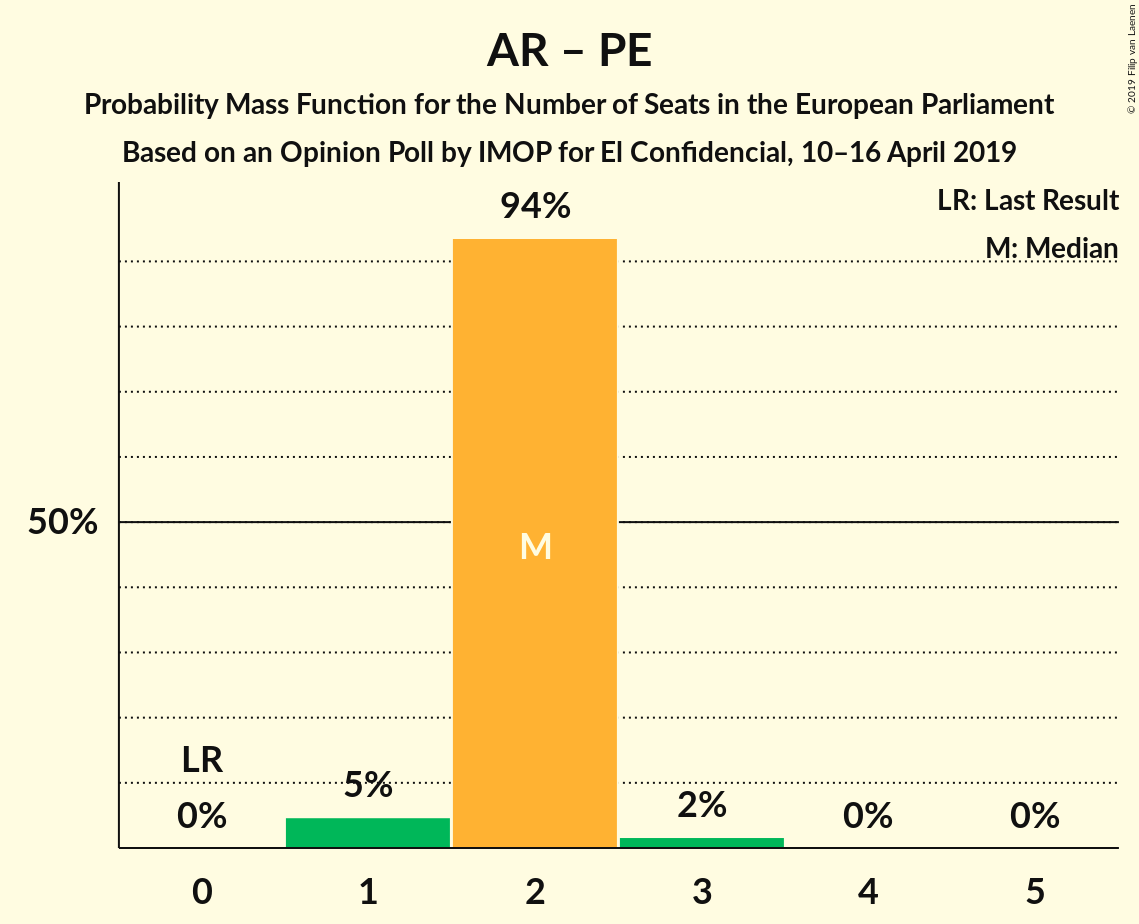 AR – PE
Probability Mass Function for the Number of Seats in the European Parliament
Based on an Opinion Poll by IMOP for El Confidencial, 10–16 April 2019
© 2019 Filip van Laenen
LR: Last Result
M: Median
94%
50%
M
LR
0%
5%
2%
0%
0%
0 1 2 3 4 5